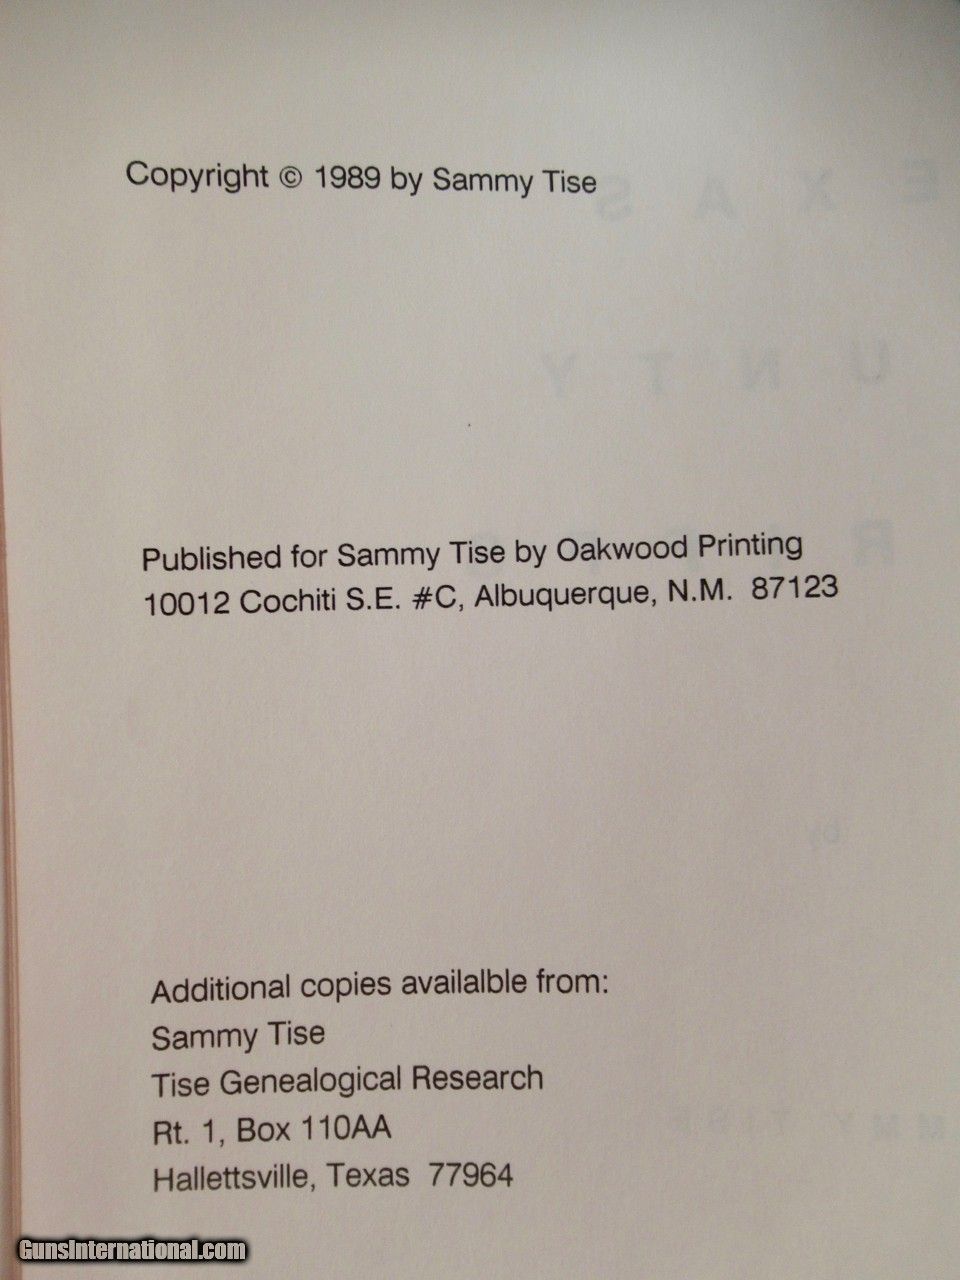 Copyright © 1989 by Sammy Tise
Published for Sammy Tise by Oakwood Printing
10012 Cochiti S.E. #C, Albuquerque, N.M. 87123
Additional copies availalble from:
Sammy Tise
Tise Genealogical Research
Rt. 1, Box 110AA
Hallettsville, Texas 77964
GunsInternational.com